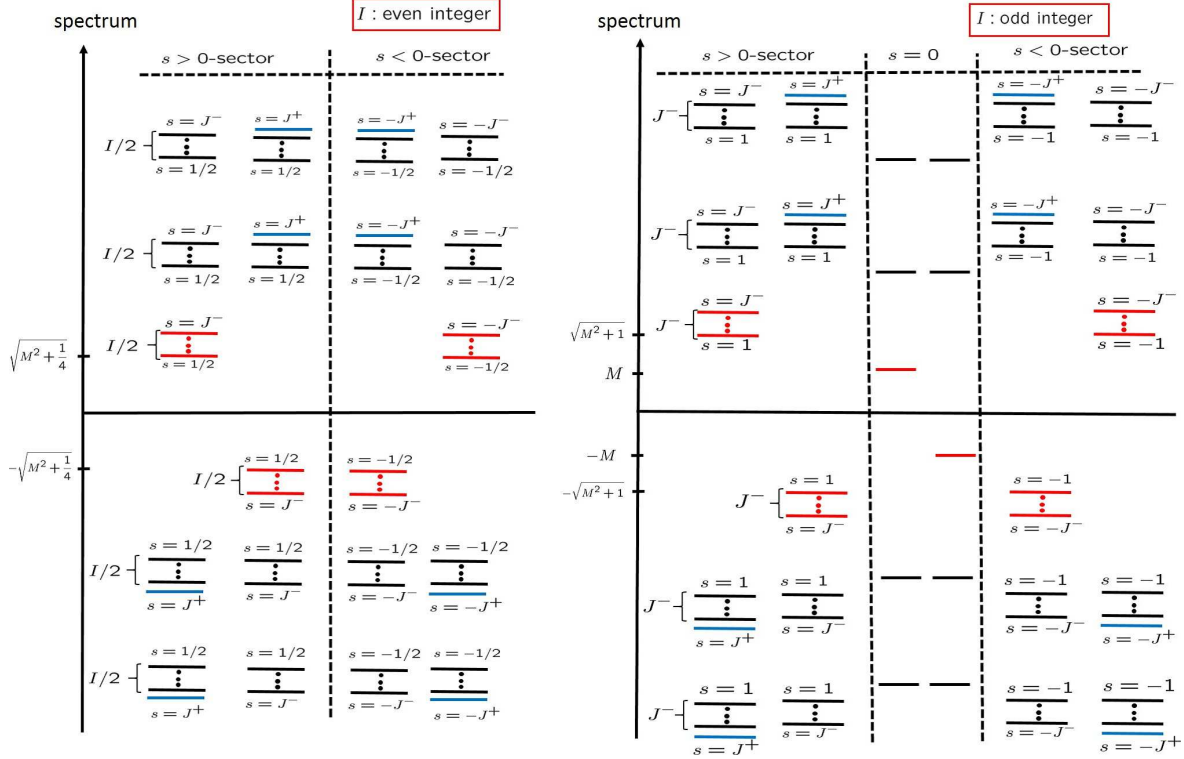 spectrum
I : even integer
s > 0-sector
s < 0-sector
s = J⁻
s = J⁺
s = −J⁺
s = −J⁻
I/2
s = 1/2
s = 1/2
s = −1/2
s = −1/2
s = J⁻
s = J⁺
s = −J⁺
s = −J⁻
I/2
s = 1/2
s = 1/2
s = −1/2
s = −1/2
s = J⁻
s = −J⁻
I/2
√(M² + 1/4)
s = 1/2
s = −1/2
−√(M² + 1/4)
s = 1/2
s = −1/2
I/2
s = J⁻
s = −J⁻
s = 1/2
s = 1/2
s = −1/2
s = −1/2
I/2
s = J⁺
s = J⁻
s = −J⁻
s = −J⁺
s = 1/2
s = 1/2
s = −1/2
s = −1/2
I/2
s = J⁺
s = J⁻
s = −J⁻
s = −J⁺
spectrum
I : odd integer
s > 0-sector
s = 0
s < 0-sector
s = J⁻
s = J⁺
s = −J⁺
s = −J⁻
J⁻
s = 1
s = 1
s = −1
s = −1
s = J⁻
s = J⁺
s = −J⁺
s = −J⁻
J⁻
s = 1
s = 1
s = −1
s = −1
s = J⁻
s = −J⁻
J⁻
√(M² + 1)
s = 1
s = −1
M
−M
−√(M² + 1)
s = 1
s = −1
J⁻
s = J⁻
s = −J⁻
s = 1
s = 1
s = −1
s = −1
J⁻
s = J⁺
s = J⁻
s = −J⁻
s = −J⁺
s = 1
s = 1
s = −1
s = −1
J⁻
s = J⁺
s = J⁻
s = −J⁻
s = −J⁺